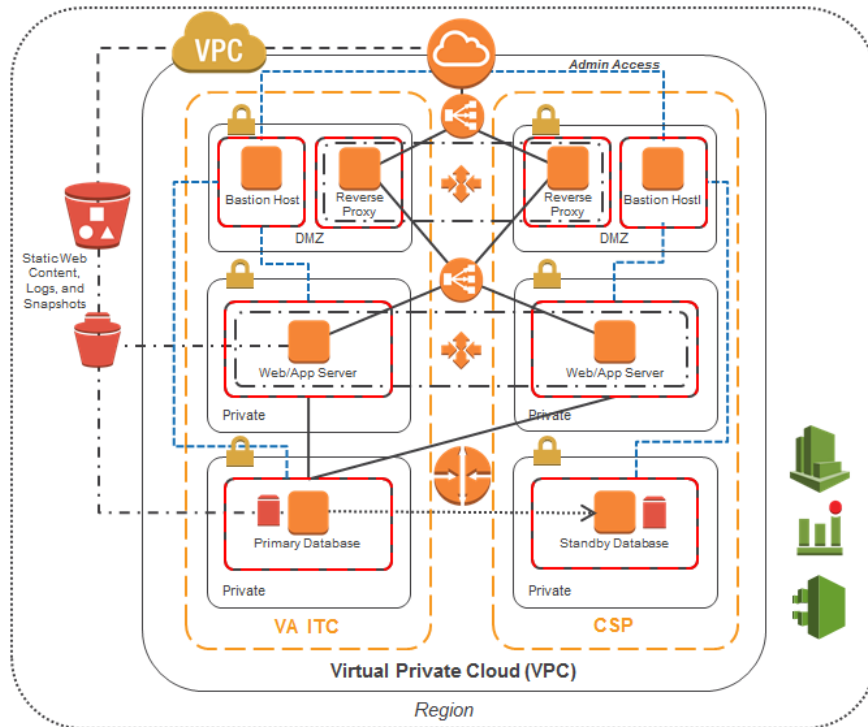 VPC
Admin Access
Bastion Host
Reverse
Proxy
DMZ
Reverse
Proxy
Bastion Hostl
DMZ
Static Web
Content,
Logs, and
Snapshots
Web/App Server
Private
Web/App Server
Private
Primary Database
Private
Standby Database
Private
VA ITC
CSP
Virtual Private Cloud (VPC)
Region